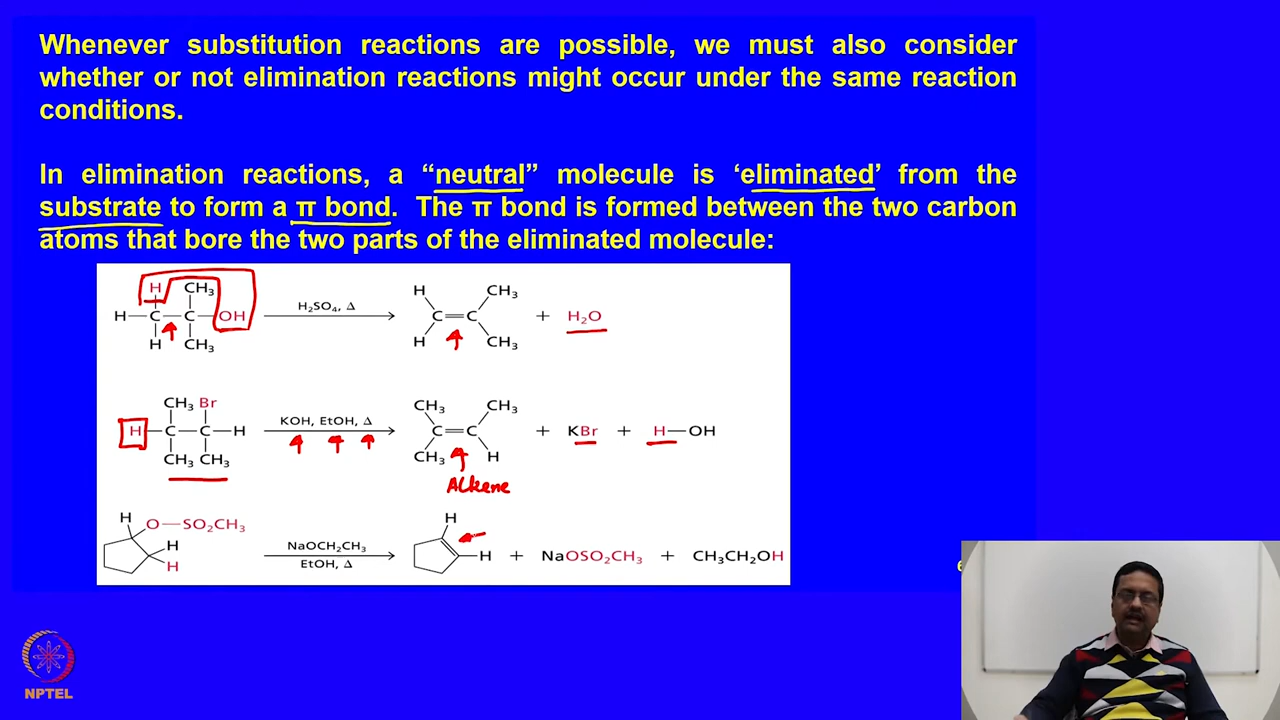 Whenever substitution reactions are possible, we must also consider
whether or not elimination reactions might occur under the same reaction
conditions.
In elimination reactions, a “neutral” molecule is ‘eliminated’ from the
substrate to form a π bond. The π bond is formed between the two carbon
atoms that bore the two parts of the eliminated molecule:
H CH₃ H CH₃
H—C—C—OH H₂SO₄, Δ C=C + H₂O
H CH₃ H CH₃
CH₃ Br CH₃ CH₃
H—C—C—H KOH, EtOH, Δ C=C + KBr + H—OH
CH₃ CH₃ CH₃ H
Alkene
H O—SO₂CH₃ H
H NaOCH₂CH₃ H + NaOSO₂CH₃ + CH₃CH₂OH
H EtOH, Δ
NPTEL